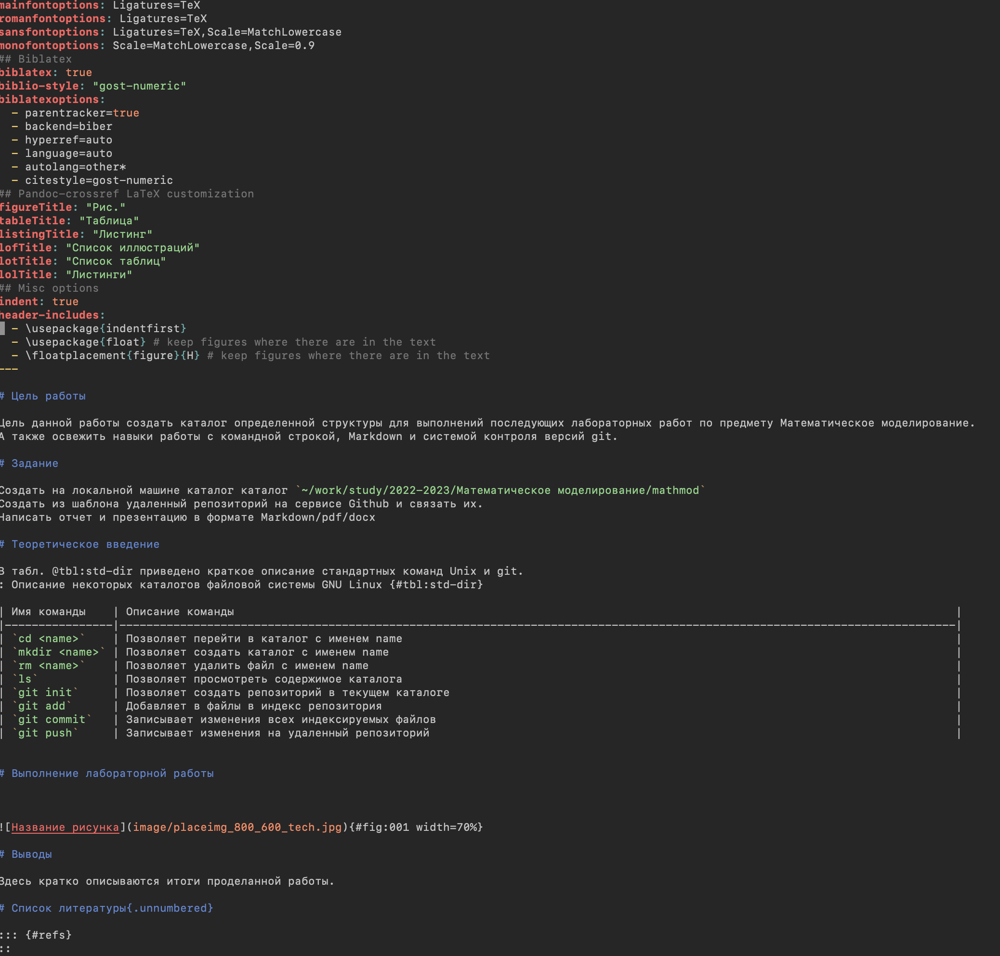 mainfontoptions: Ligatures=TeX
romanfontoptions: Ligatures=TeX
sansfontoptions: Ligatures=TeX,Scale=MatchLowercase
monofontoptions: Scale=MatchLowercase,Scale=0.9
## Biblatex
biblatex: true
biblio-style: "gost-numeric"
biblatexoptions:
  - parentracker=true
  - backend=biber
  - hyperref=auto
  - language=auto
  - autolang=other*
  - citestyle=gost-numeric
## Pandoc-crossref LaTeX customization
figureTitle: "Рис."
tableTitle: "Таблица"
listingTitle: "Листинг"
lofTitle: "Список иллюстраций"
lotTitle: "Список таблиц"
lolTitle: "Листинги"
## Misc options
indent: true
header-includes:
  - \usepackage{indentfirst}
  - \usepackage{float} # keep figures where there are in the text
  - \floatplacement{figure}{H} # keep figures where there are in the text
---
# Цель работы
Цель данной работы создать каталог определенной структуры для выполнений последующих лабораторных работ по предмету Математическое моделирование.
А также освежить навыки работы с командной строкой, Markdown и системой контроля версий git.
# Задание
Создать на локальной машине каталог каталог `~/work/study/2022-2023/Математическое моделирование/mathmod`
Создать из шаблона удаленный репозиторий на сервисе Github и связать их.
Написать отчет и презентацию в формате Markdown/pdf/docx
# Теоретическое введение
В табл. @tbl:std-dir приведено краткое описание стандартных команд Unix и git.
: Описание некоторых каталогов файловой системы GNU Linux {#tbl:std-dir}
| Имя команды    | Описание команды |
|----------------|----------------------------------------------------------------------------------------------------------------------------|
| `cd <name>`    | Позволяет перейти в каталог с именем name |
| `mkdir <name>` | Позволяет создать каталог с именем name |
| `rm <name>`    | Позволяет удалить файл с именем name |
| `ls`           | Позволяет просмотреть содержимое каталога |
| `git init`     | Позволяет создать репозиторий в текущем каталоге |
| `git add`      | Добавляет в файлы в индекс репозитория |
| `git commit`   | Записывает изменения всех индексируемых файлов |
| `git push`     | Записывает изменения на удаленный репозиторий |
# Выполнение лабораторной работы
![Название рисунка](image/placeimg_800_600_tech.jpg){#fig:001 width=70%}
# Выводы
Здесь кратко описываются итоги проделанной работы.
# Список литературы{.unnumbered}
::: {#refs}
::